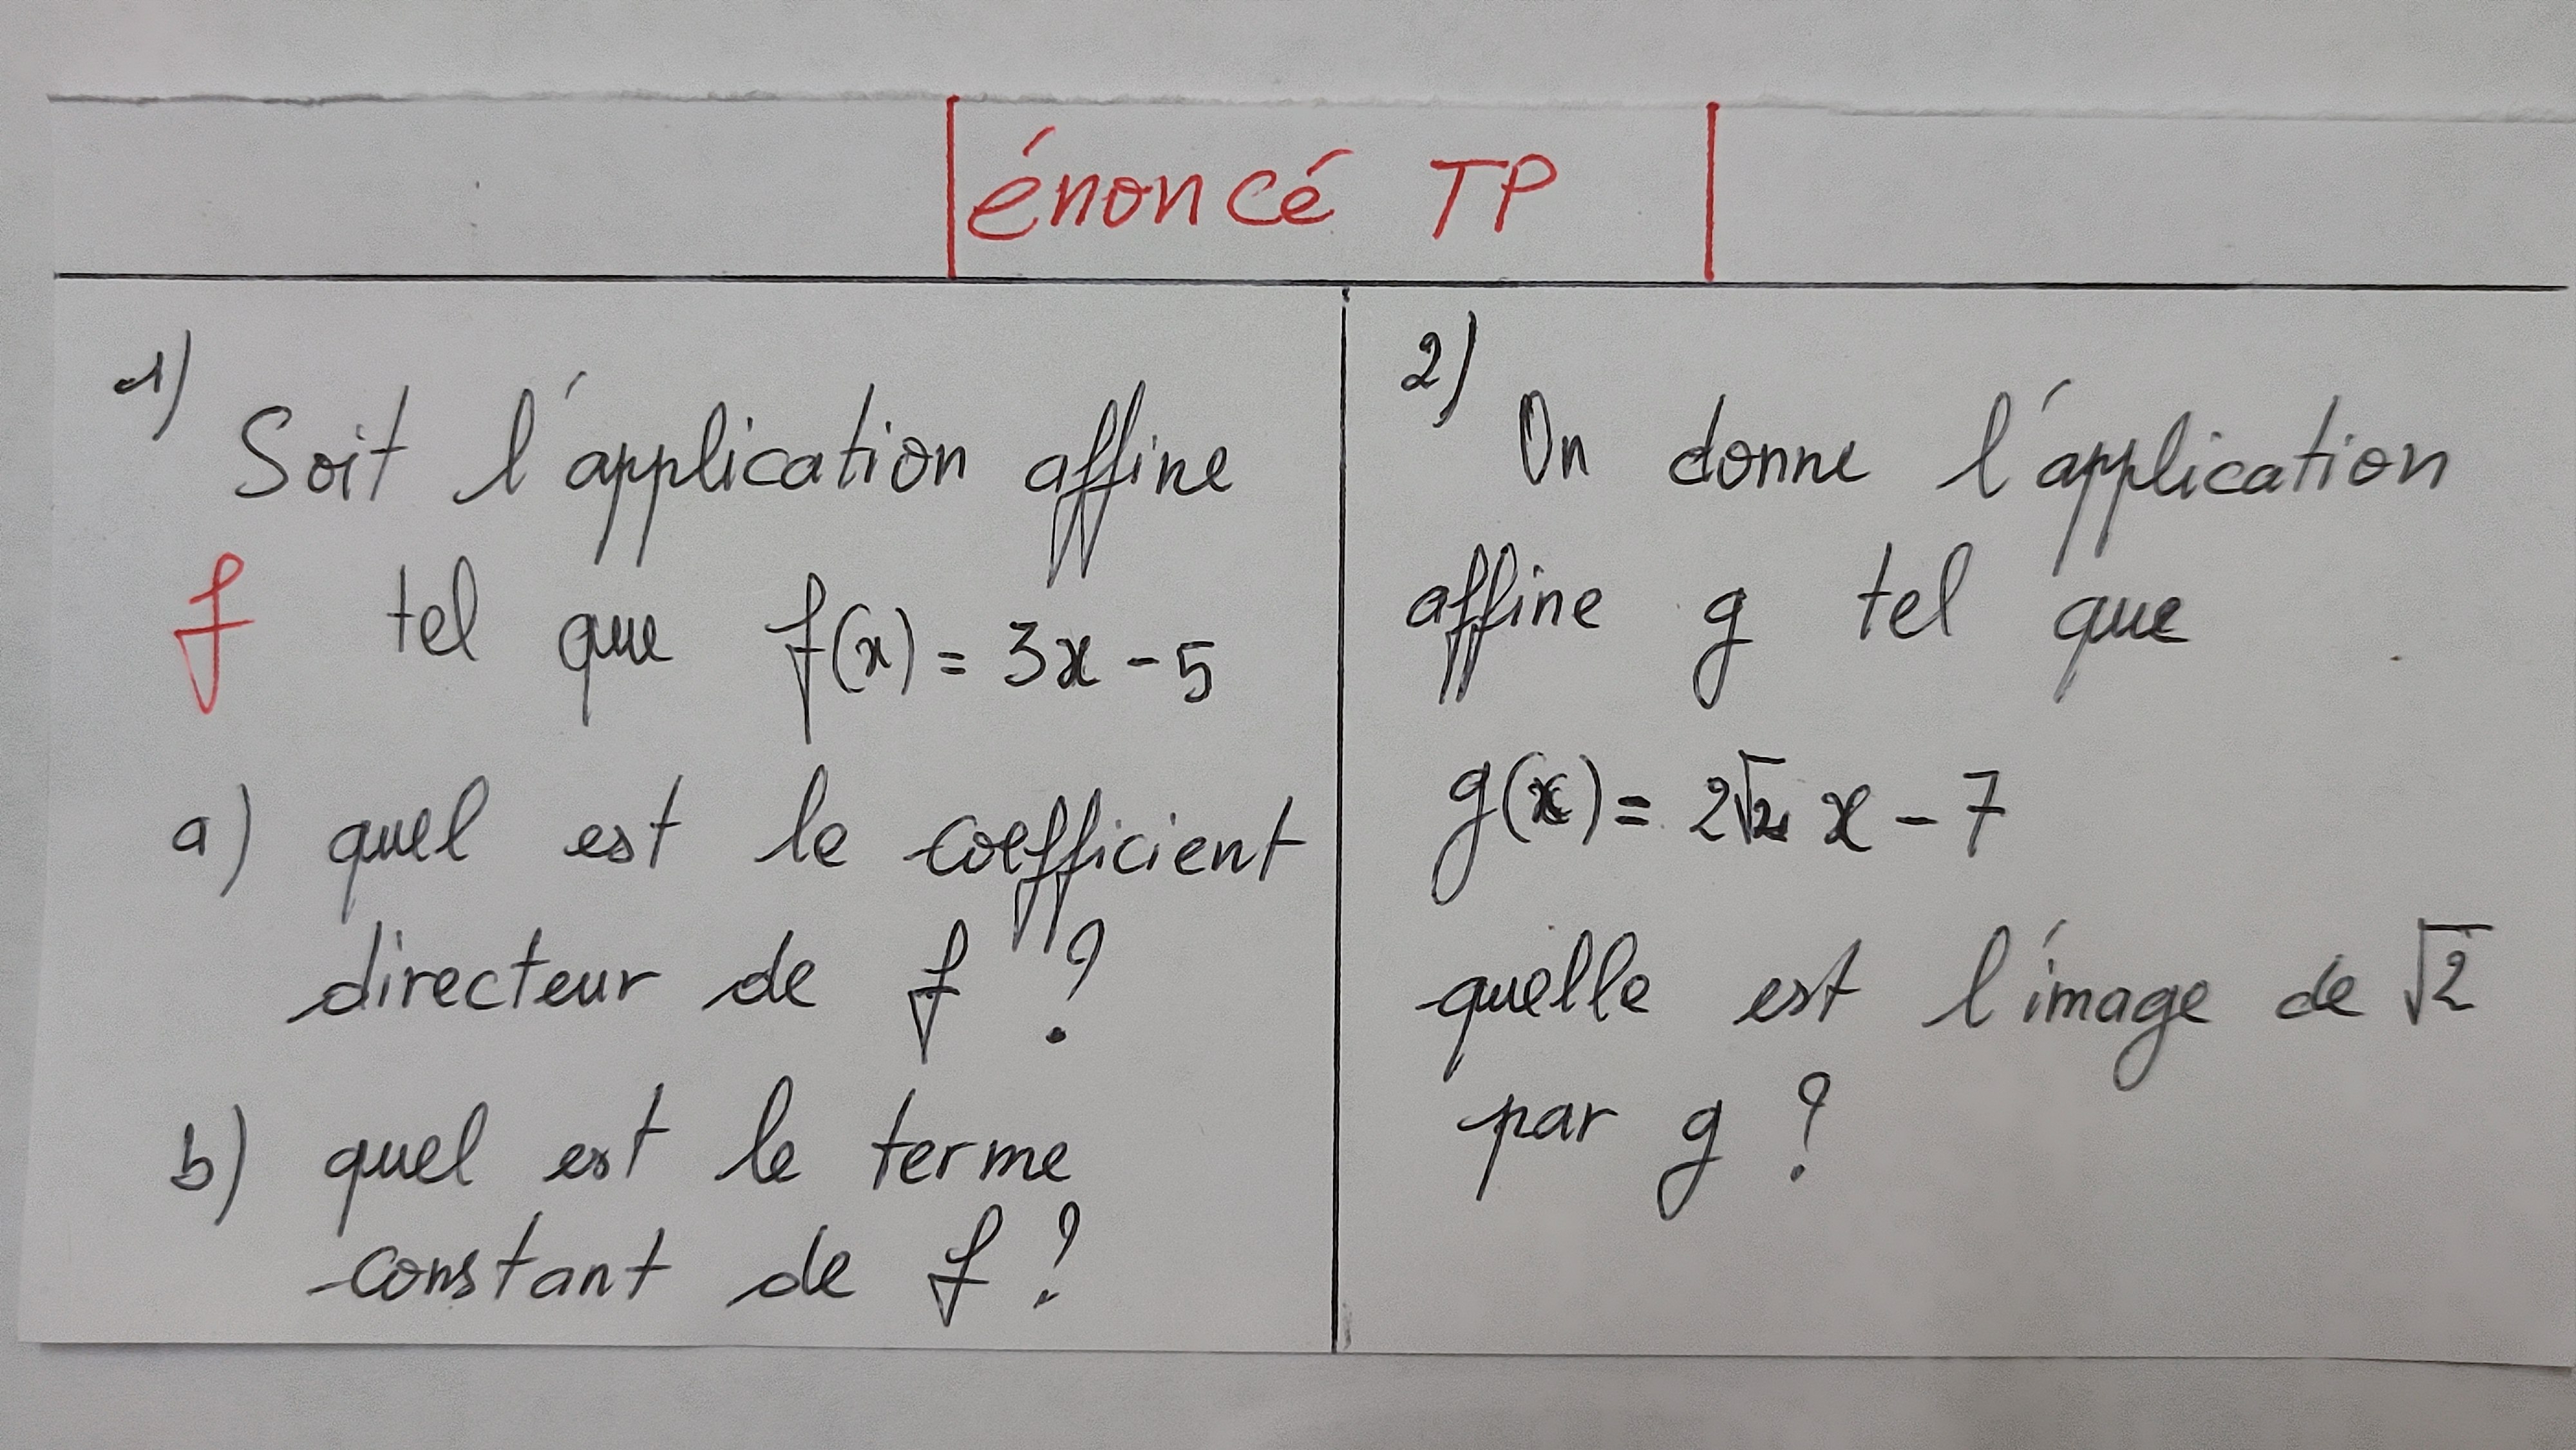 énoncé TP
1)
Soit l'application affine
f tel que f(x) = 3x - 5
a) quel est le coefficient
directeur de f ?
b) quel est le terme
constant de f ?
2)
On donne l'application
affine g tel que
g(x) = 2√2 x - 7
quelle est l'image de √2
par g ?